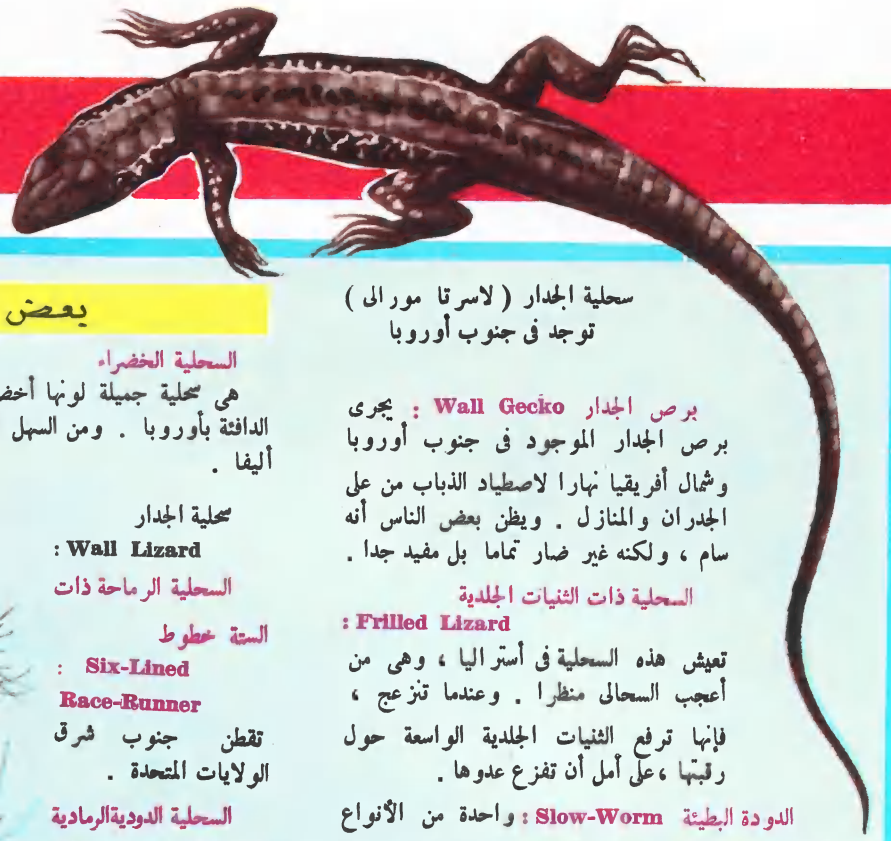 سحلية الجدار ( لاسرتا مورالى )
توجد فى جنوب أوروبا
برص الجدار Wall Gecko : يجرى
برص الجدار الموجود فى جنوب أوروبا
وشمال أفريقيا نهارا لاصطياد الذباب من على
الجدران والمنازل . ويظن بعض الناس أنه
سام ، ولكنه غير ضار تماما بل مفيد جدا .
السحلية ذات الثنيات الجلدية
: Frilled Lizard
تعيش هذه السحلية فى أستراليا ، وهى من
أعجب السحالى منظرا . وعندما تنزعج ،
فإنها ترفع الثنيات الجلدية الواسعة حول
رقبتها ، على أمل أن تفزع عدوها .
الدودة البطيئة Slow-Worm : واحدة من الأنواع
بعض
السحلية الخضراء
هى سحلية جميلة لونها أخض
الدافئة بأوروبا . ومن السهل
أليفا .
سحلية الجدار
: Wall Lizard
السحلية الرماحة ذات
الستة خطوط
: Six-Lined
Race-Runner
تقطن جنوب شرق
الولايات المتحدة .
السحلية الدودية الرمادية